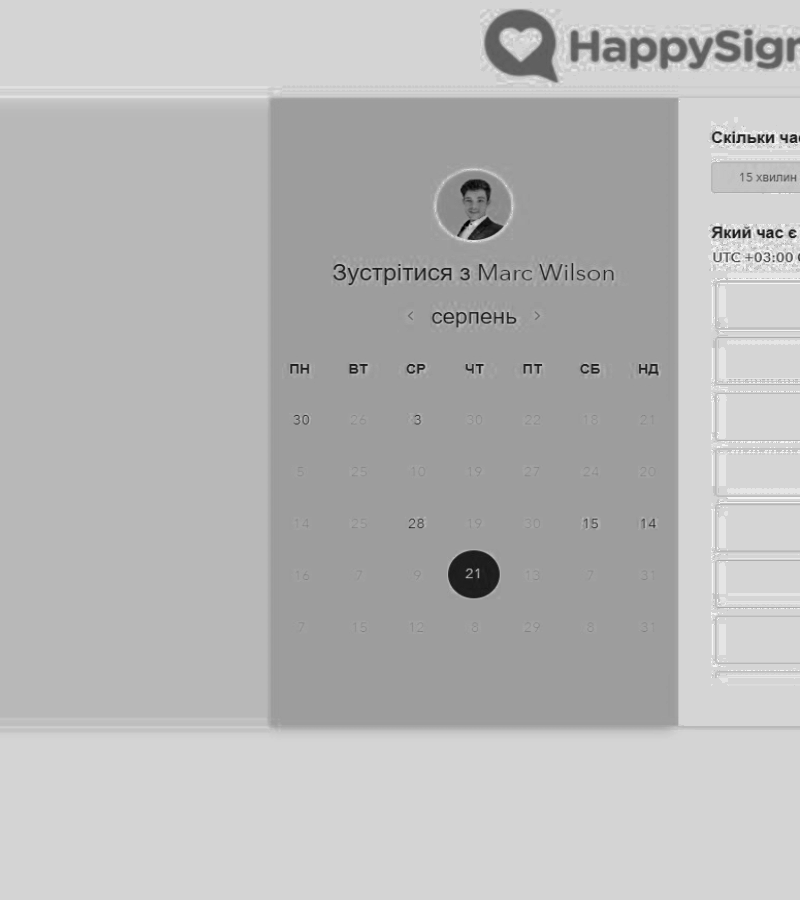 HappySign
Зустрітися з Marc Wilson
< серпень >
ПН ВТ СР ЧТ ПТ СБ НД
30 26 3 30 22 18 21
5 25 10 19 27 24 20
14 25 28 19 30 15 14
16 7 9 21 13 7 31
7 15 12 8 29 8 31
Скільки час
15 хвилин
Який час є
UTC +03:00